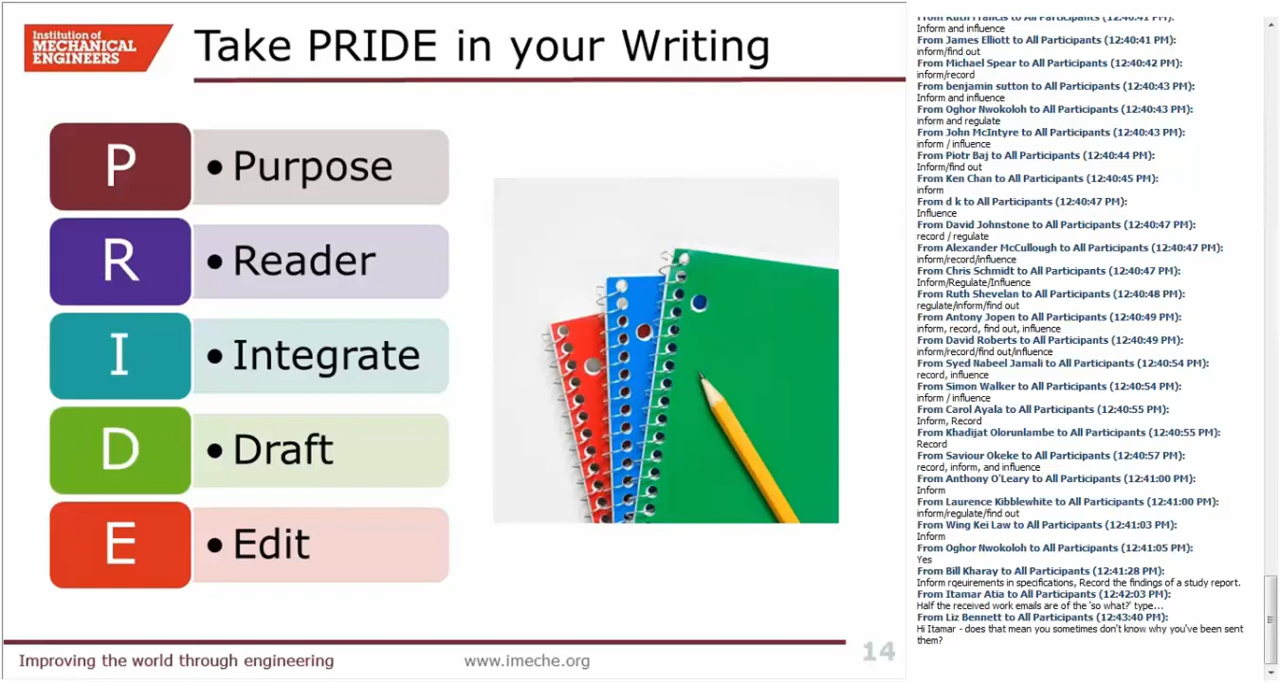 Institution of
MECHANICAL
ENGINEERS
Take PRIDE in your Writing
P
• Purpose
R
• Reader
I
• Integrate
D
• Draft
E
• Edit
Improving the world through engineering
www.imeche.org
14
From Ruth Francis to All Participants (12:40:41 PM):
Inform and influence
From James Elliott to All Participants (12:40:41 PM):
inform/find out
From Michael Spear to All Participants (12:40:42 PM):
inform/record
From benjamin sutton to All Participants (12:40:43 PM):
Inform and influence
From Oghor Nwokoloh to All Participants (12:40:43 PM):
inform and regulate
From John McIntyre to All Participants (12:40:43 PM):
inform / influence
From Piotr Baj to All Participants (12:40:44 PM):
Inform/find out
From Ken Chan to All Participants (12:40:45 PM):
inform
From d k to All Participants (12:40:47 PM):
Influence
From David Johnstone to All Participants (12:40:47 PM):
record / regulate
From Alexander McCullough to All Participants (12:40:47 PM):
inform/record/influence
From Chris Schmidt to All Participants (12:40:47 PM):
Inform/Regulate/Influence
From Ruth Shevelan to All Participants (12:40:48 PM):
regulate/inform/find out
From Antony Jopen to All Participants (12:40:49 PM):
inform, record, find out, influence
From David Roberts to All Participants (12:40:49 PM):
inform/record/find out/influence
From Syed Nabeel Jamali to All Participants (12:40:54 PM):
record, influence
From Simon Walker to All Participants (12:40:54 PM):
inform / influence
From Carol Ayala to All Participants (12:40:55 PM):
Inform, Record
From Khadijat Olorunlambe to All Participants (12:40:55 PM):
Record
From Saviour Okeke to All Participants (12:40:57 PM):
record, inform, and influence
From Anthony O'Leary to All Participants (12:41:00 PM):
Inform
From Laurence Kibblewhite to All Participants (12:41:00 PM):
inform/regulate/find out
From Wing Kei Law to All Participants (12:41:03 PM):
Inform
From Oghor Nwokoloh to All Participants (12:41:05 PM):
Yes
From Bill Kharay to All Participants (12:41:28 PM):
Inform rqeuirements in specifications, Record the findings of a study report.
From Itamar Atia to All Participants (12:42:03 PM):
Half the received work emails are of the 'so what?' type...
From Liz Bennett to All Participants (12:43:40 PM):
Hi Itamar - does that mean you sometimes don't know why you've been sent
them?